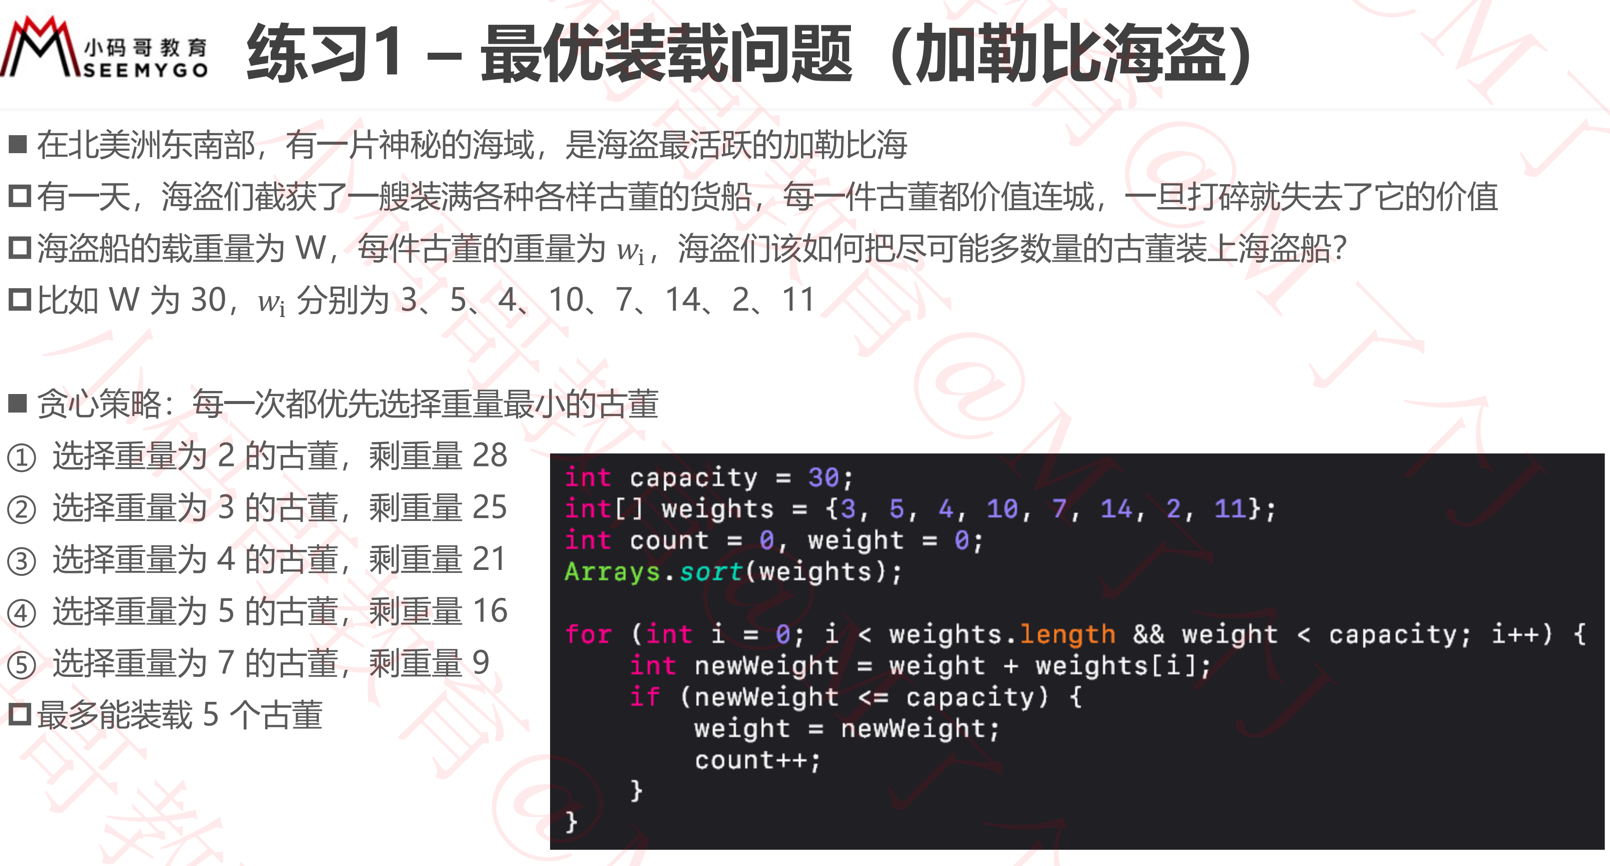 小码哥教育
SEEMYGO
练习1 – 最优装载问题（加勒比海盗）
■ 在北美洲东南部，有一片神秘的海域，是海盗最活跃的加勒比海
□ 有一天，海盗们截获了一艘装满各种各样古董的货船，每一件古董都价值连城，一旦打碎就失去了它的价值
□ 海盗船的载重量为 W，每件古董的重量为 wi，海盗们该如何把尽可能多数量的古董装上海盗船？
□ 比如 W 为 30，wi 分别为 3、5、4、10、7、14、2、11
■ 贪心策略：每一次都优先选择重量最小的古董
① 选择重量为 2 的古董，剩重量 28
② 选择重量为 3 的古董，剩重量 25
③ 选择重量为 4 的古董，剩重量 21
④ 选择重量为 5 的古董，剩重量 16
⑤ 选择重量为 7 的古董，剩重量 9
□ 最多能装载 5 个古董
int capacity = 30;
int[] weights = {3, 5, 4, 10, 7, 14, 2, 11};
int count = 0, weight = 0;
Arrays.sort(weights);
for (int i = 0; i < weights.length && weight < capacity; i++) {
    int newWeight = weight + weights[i];
    if (newWeight <= capacity) {
        weight = newWeight;
        count++;
    }
}